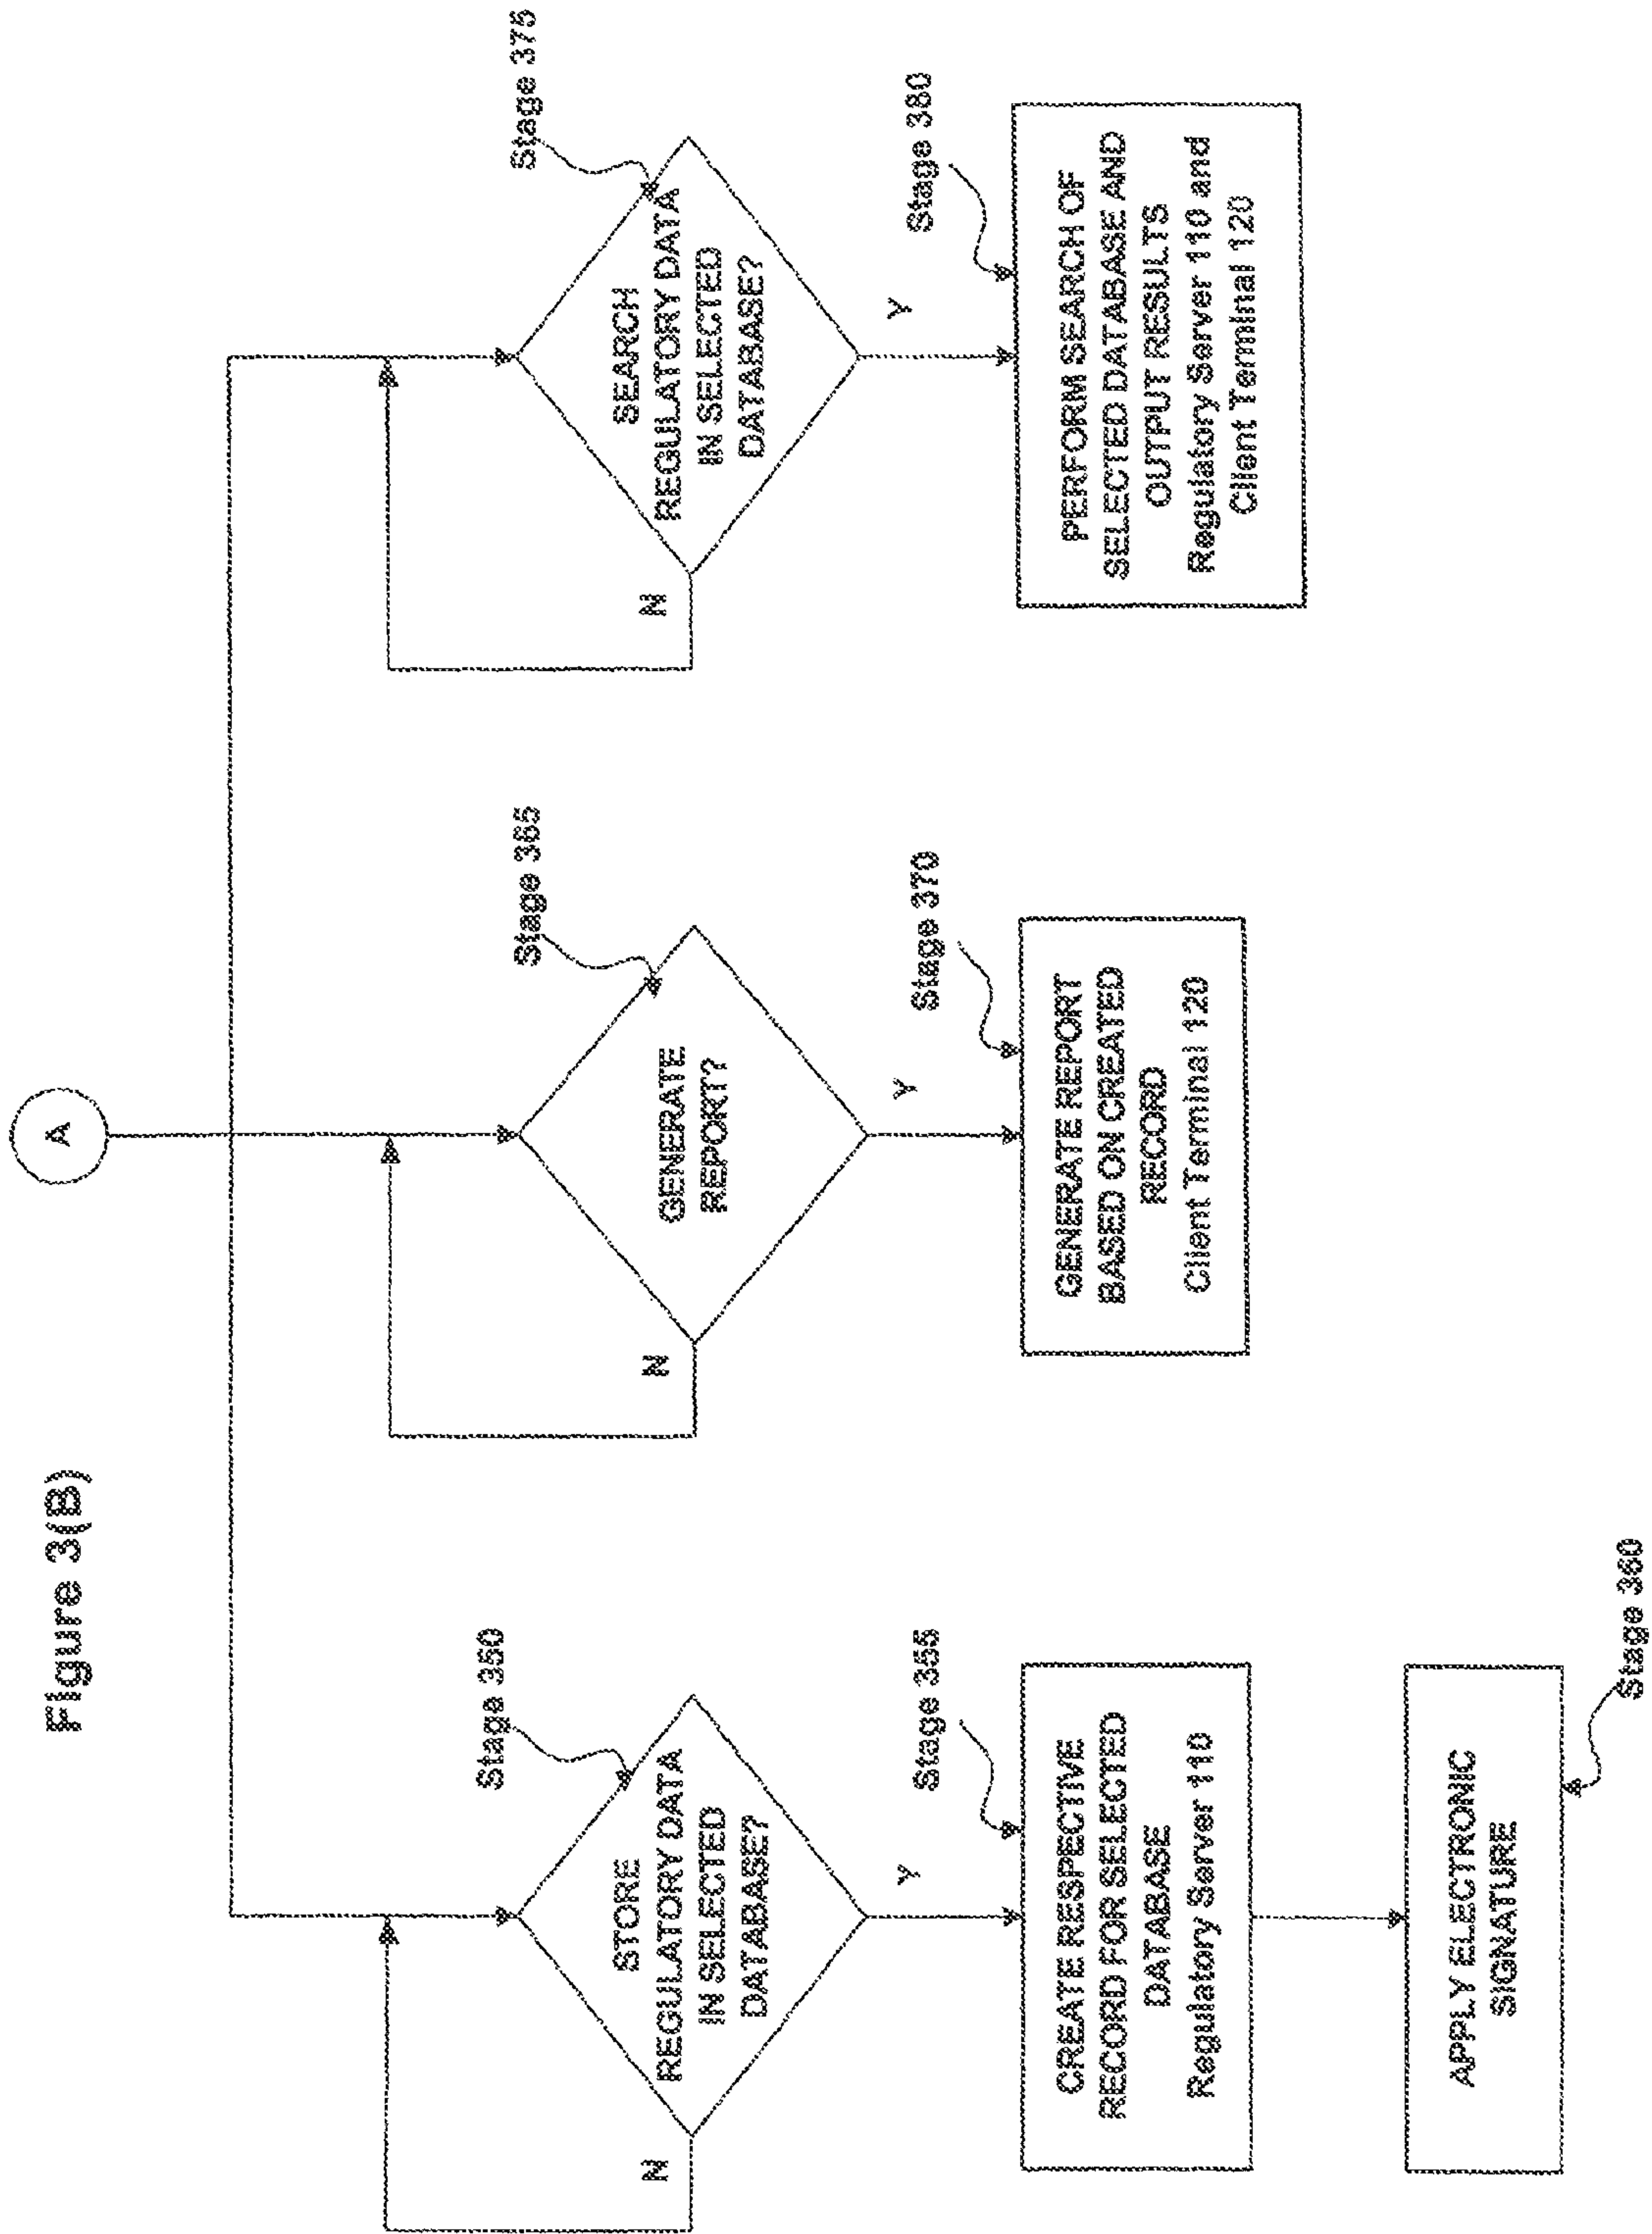 Figure 3(B)
A
Stage 350
STORE
REGULATORY DATA
IN SELECTED
DATABASE?
N
Y
Stage 355
CREATE RESPECTIVE
RECORD FOR SELECTED
DATABASE
Regulatory Server 110
APPLY ELECTRONIC
SIGNATURE
Stage 360
Stage 365
GENERATE
REPORT?
N
Y
Stage 370
GENERATE REPORT
BASED ON CREATED
RECORD
Client Terminal 120
Stage 375
SEARCH
REGULATORY DATA
IN SELECTED
DATABASE?
N
Y
Stage 380
PERFORM SEARCH OF
SELECTED DATABASE AND
OUTPUT RESULTS
Regulatory Server 110 and
Client Terminal 120